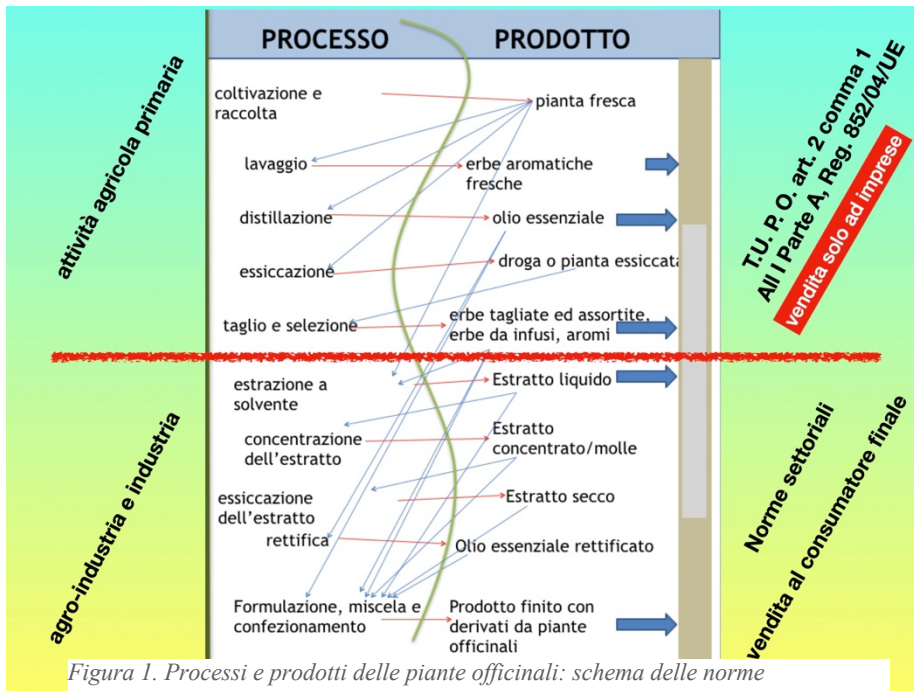 PROCESSO
PRODOTTO
attività agricola primaria
coltivazione e
raccolta
pianta fresca
lavaggio
erbe aromatiche
fresche
distillazione
olio essenziale
essiccazione
droga o pianta essiccata
taglio e selezione
erbe tagliate ed assortite,
erbe da infusi, aromi
T.U. P. O. art. 2 comma 1
All I Parte A, Reg. 852/04/UE
vendita solo ad imprese
agro-industria e industria
estrazione a
solvente
Estratto liquido
concentrazione
dell'estratto
Estratto
concentrato/molle
essiccazione
dell'estratto
Estratto secco
rettifica
Olio essenziale rettificato
Formulazione, miscela e
confezionamento
Prodotto finito con
derivati da piante
officinali
Norme settoriali
vendita al consumatore finale
Figura 1. Processi e prodotti delle piante officinali: schema delle norme